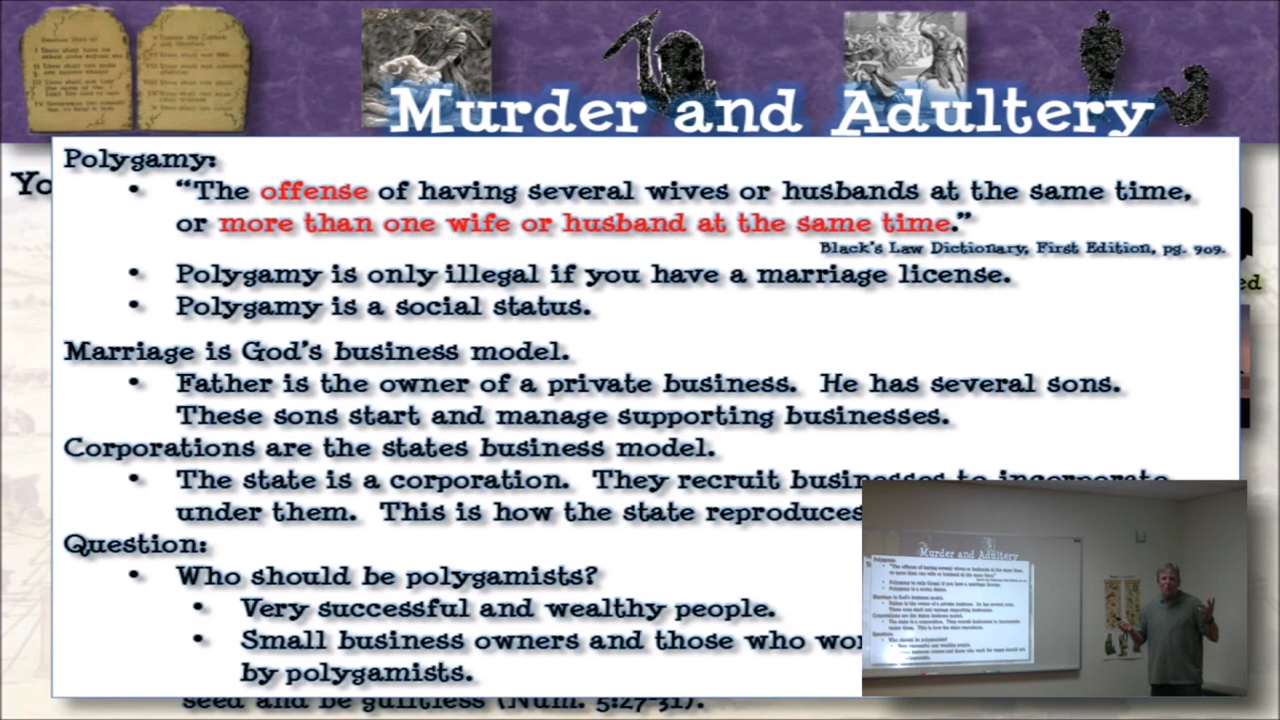 Murder and Adultery
Polygamy:
• “The offense of having several wives or husbands at the same time,
or more than one wife or husband at the same time.”
Black's Law Dictionary, First Edition, pg. 909.
• Polygamy is only illegal if you have a marriage license.
• Polygamy is a social status.
Marriage is God's business model.
• Father is the owner of a private business. He has several sons.
These sons start and manage supporting businesses.
Corporations are the states business model.
• The state is a corporation. They recruit businesses to incorporate
under them. This is how the state reproduces
Question:
• Who should be polygamists?
• Very successful and wealthy people.
• Small business owners and those who
by polygamists.
seed and be guiltless (Num. 5:27-31).
Murder and Adultery